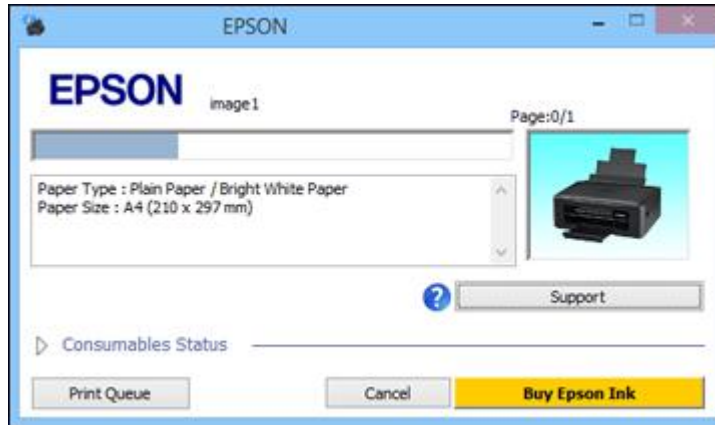 EPSON
EPSON
image1
Page:0/1
Paper Type : Plain Paper / Bright White Paper
Paper Size : A4 (210 x 297 mm)
?
Support
Consumables Status
Print Queue
Cancel
Buy Epson Ink